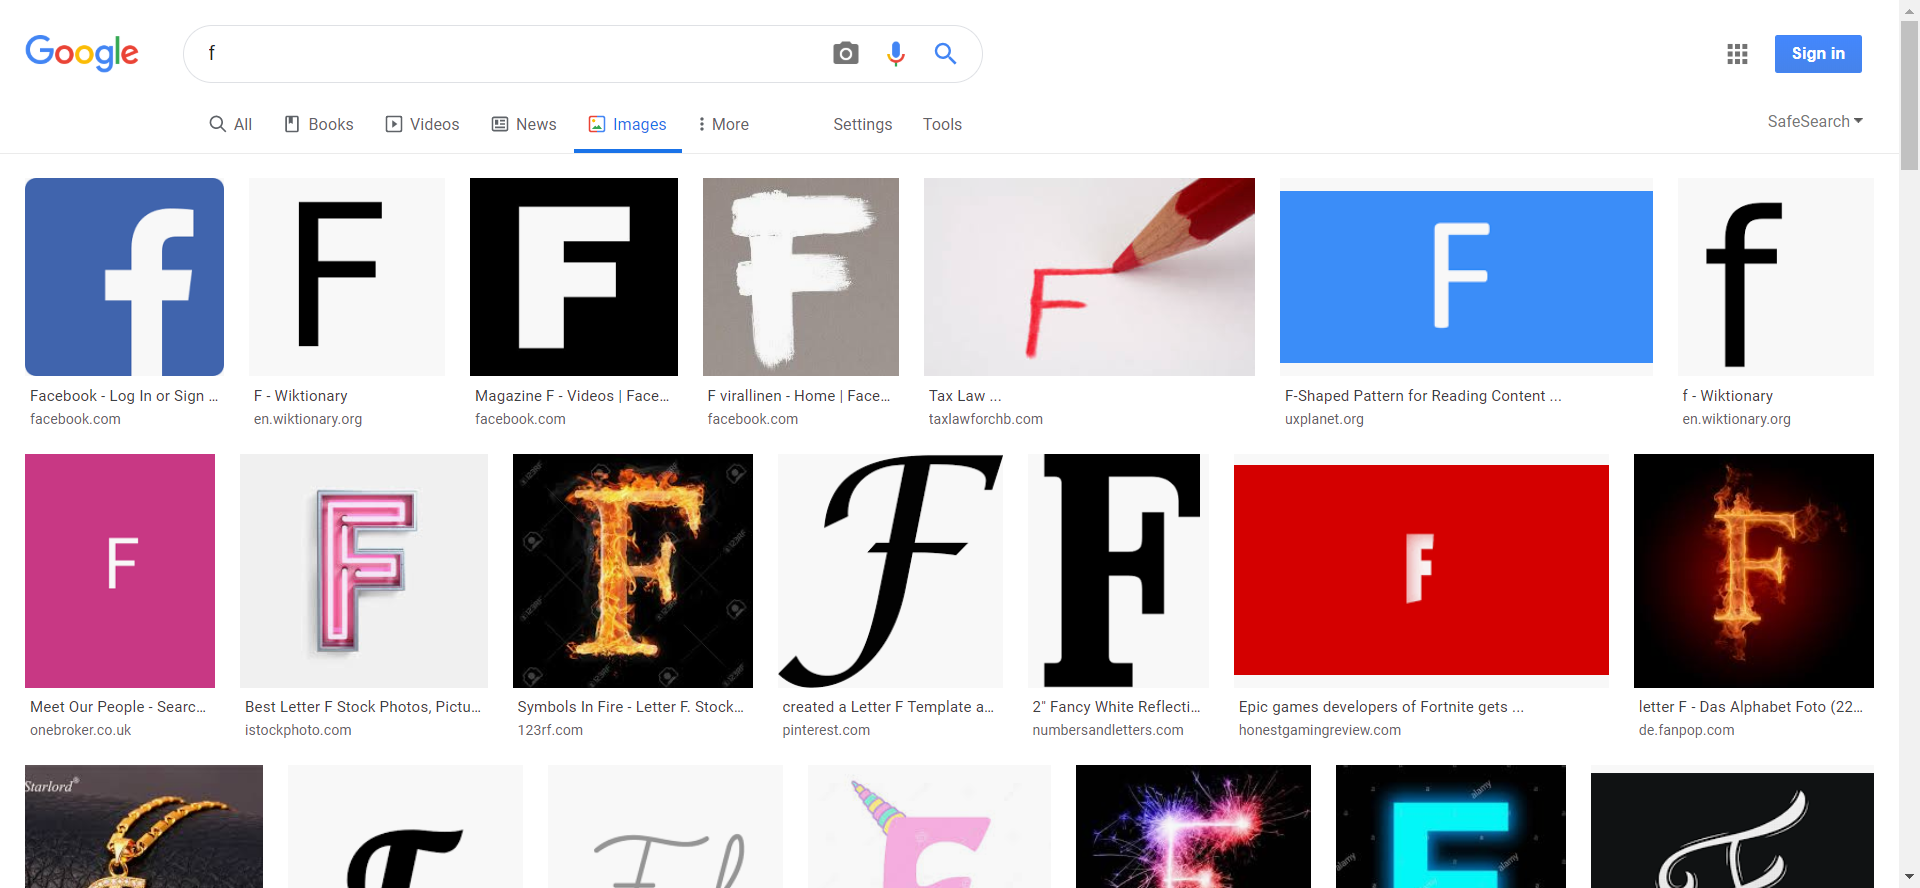 Google
f
Sign in
All
Books
Videos
News
Images
More
Settings
Tools
SafeSearch
f
F
F
F
F
F
f
Facebook - Log In or Sign ...
facebook.com
F - Wiktionary
en.wiktionary.org
Magazine F - Videos | Face...
facebook.com
F virallinen - Home | Face...
facebook.com
Tax Law ...
taxlawforchb.com
F-Shaped Pattern for Reading Content ...
uxplanet.org
f - Wiktionary
en.wiktionary.org
F
F
F
F
F
F
F
Meet Our People - Searc...
onebroker.co.uk
Best Letter F Stock Photos, Pictu...
istockphoto.com
Symbols In Fire - Letter F. Stock...
123rf.com
created a Letter F Template a...
pinterest.com
2" Fancy White Reflecti...
numbersandletters.com
Epic games developers of Fortnite gets ...
honestgamingreview.com
letter F - Das Alphabet Foto (22...
de.fanpop.com
Starlord®
F
F
F
F
alamy